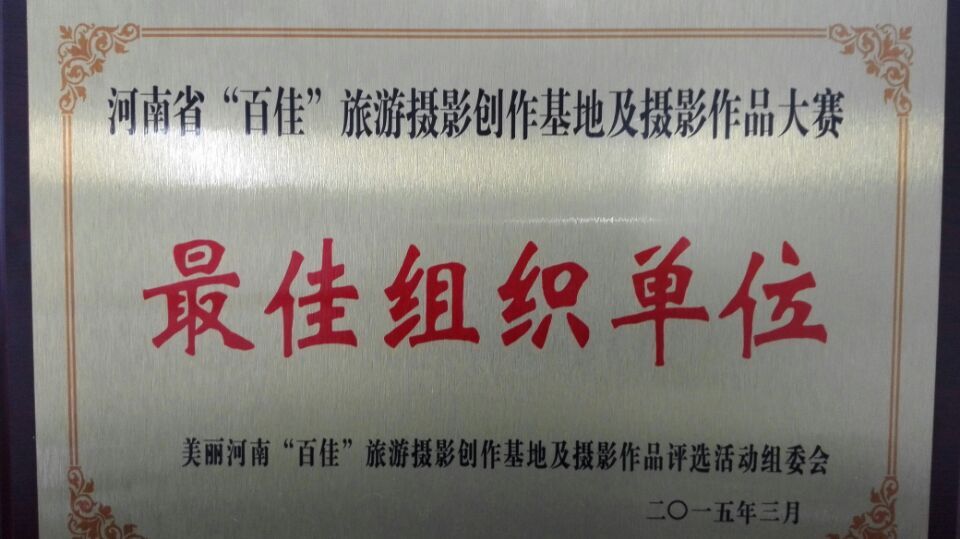 河南省“百佳”旅游摄影创作基地及摄影作品大赛
最佳组织单位
美丽河南“百佳”旅游摄影创作基地及摄影作品评选活动组委会
二〇一五年三月